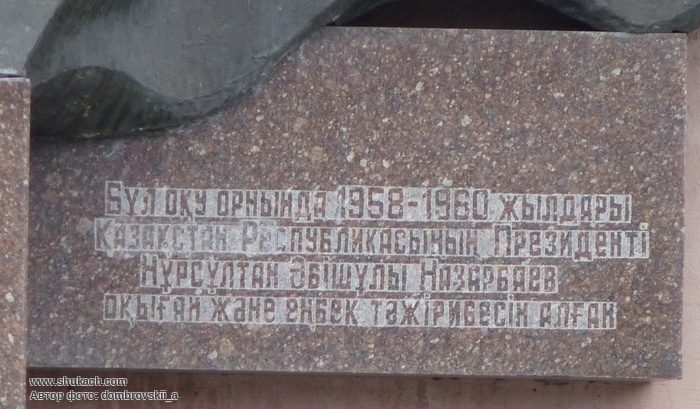 Бұл оқу орнында 1958-1960 жылдары
Қазақстан Республикасының Президенті
Нұрсұлтан Әбішұлы Назарбаев
оқыған және еңбек тәжірибесін алған
www.shukach.com
Автор фото: dombrovskii_a